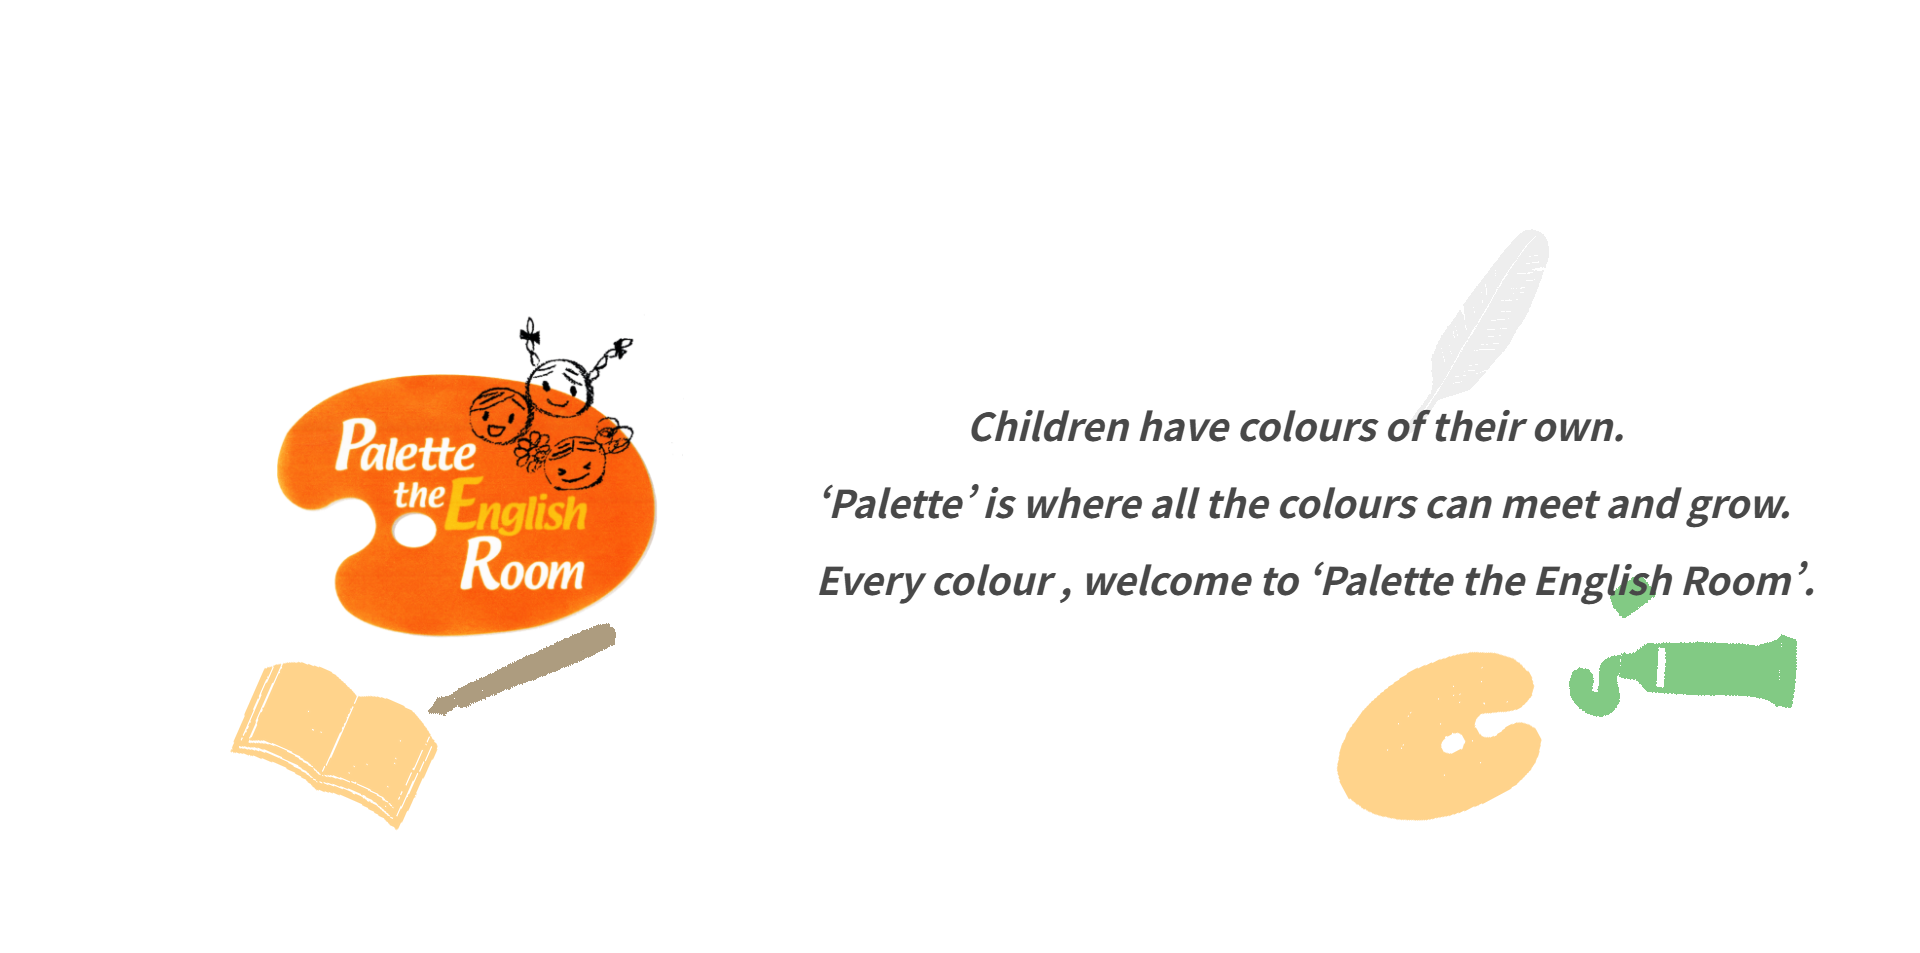 Palette
the English
Room
Children have colours of their own.
‘Palette’ is where all the colours can meet and grow.
Every colour , welcome to ‘Palette the English Room’.